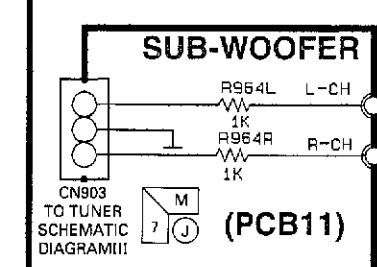 SUB-WOOFER
R964L L-CH
1K
R964R R-CH
1K
CN903
TO TUNER
SCHEMATIC
DIAGRAMIII
M
7 J
(PCB11)